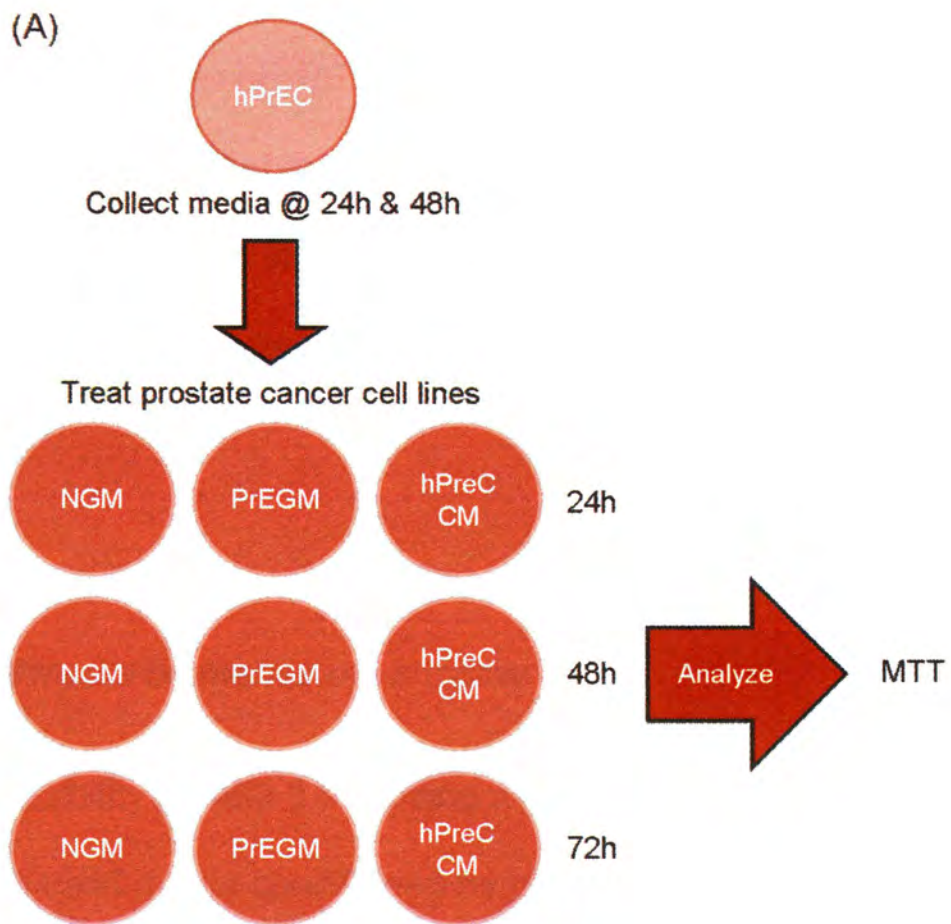 (A)
hPrEC
Collect media @ 24h & 48h
Treat prostate cancer cell lines
NGM
PrEGM
hPreC
CM
24h
NGM
PrEGM
hPreC
CM
48h
Analyze
MTT
NGM
PrEGM
hPreC
CM
72h